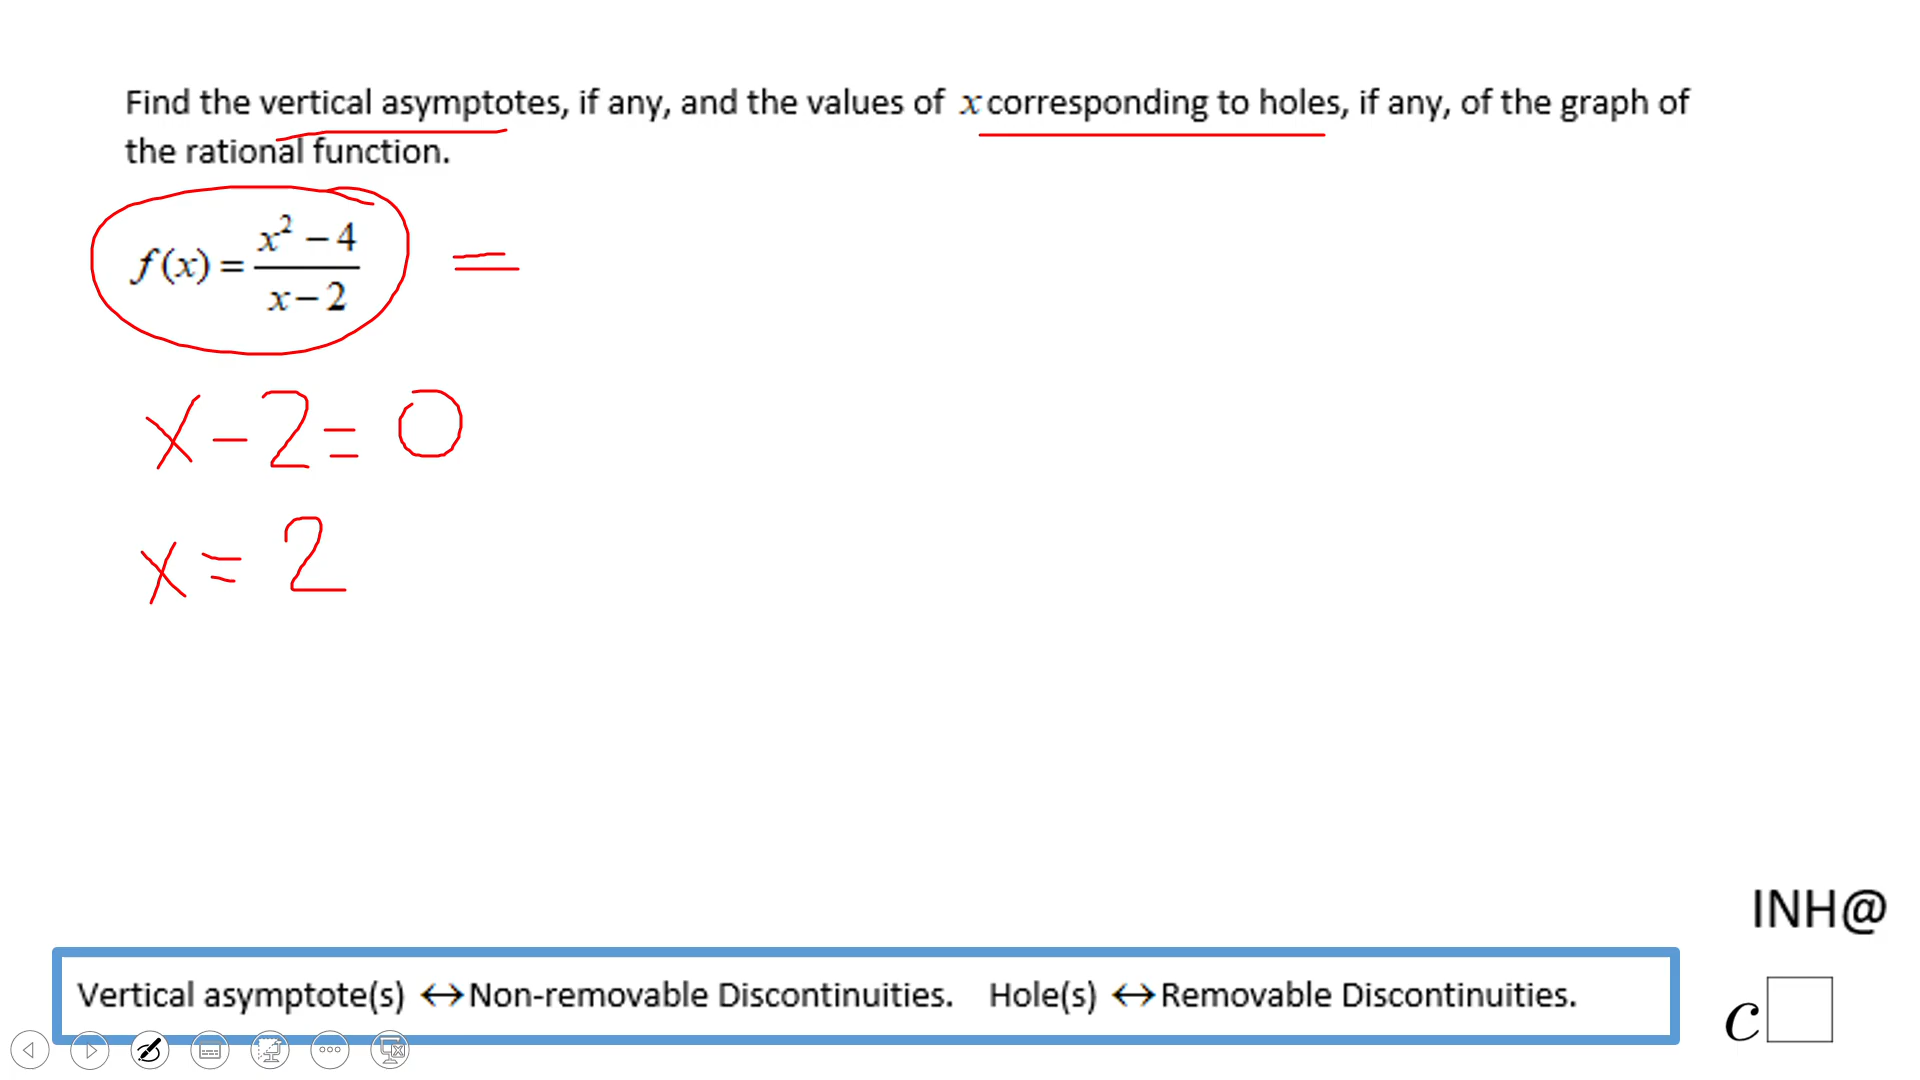 Find the vertical asymptotes, if any, and the values of x corresponding to holes, if any, of the graph of
the rational function.
f(x) = (x² − 4)/(x − 2) =
x − 2 = 0
x = 2
INH@
Vertical asymptote(s) ↔ Non-removable Discontinuities. Hole(s) ↔ Removable Discontinuities.
c□